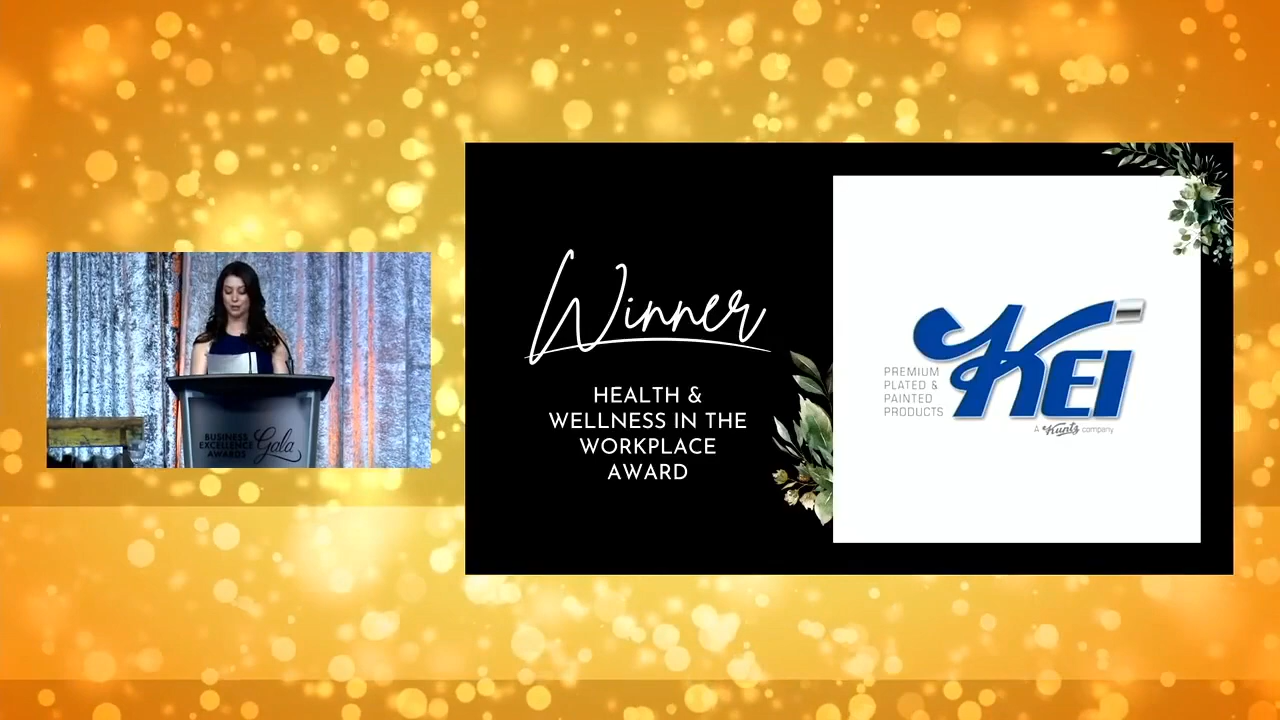 BUSINESS
EXCELLENCE
AWARDS
Gala
Winner
HEALTH &
WELLNESS IN THE
WORKPLACE
AWARD
PREMIUM
PLATED &
PAINTED
PRODUCTS
KEI
A Kuntz company